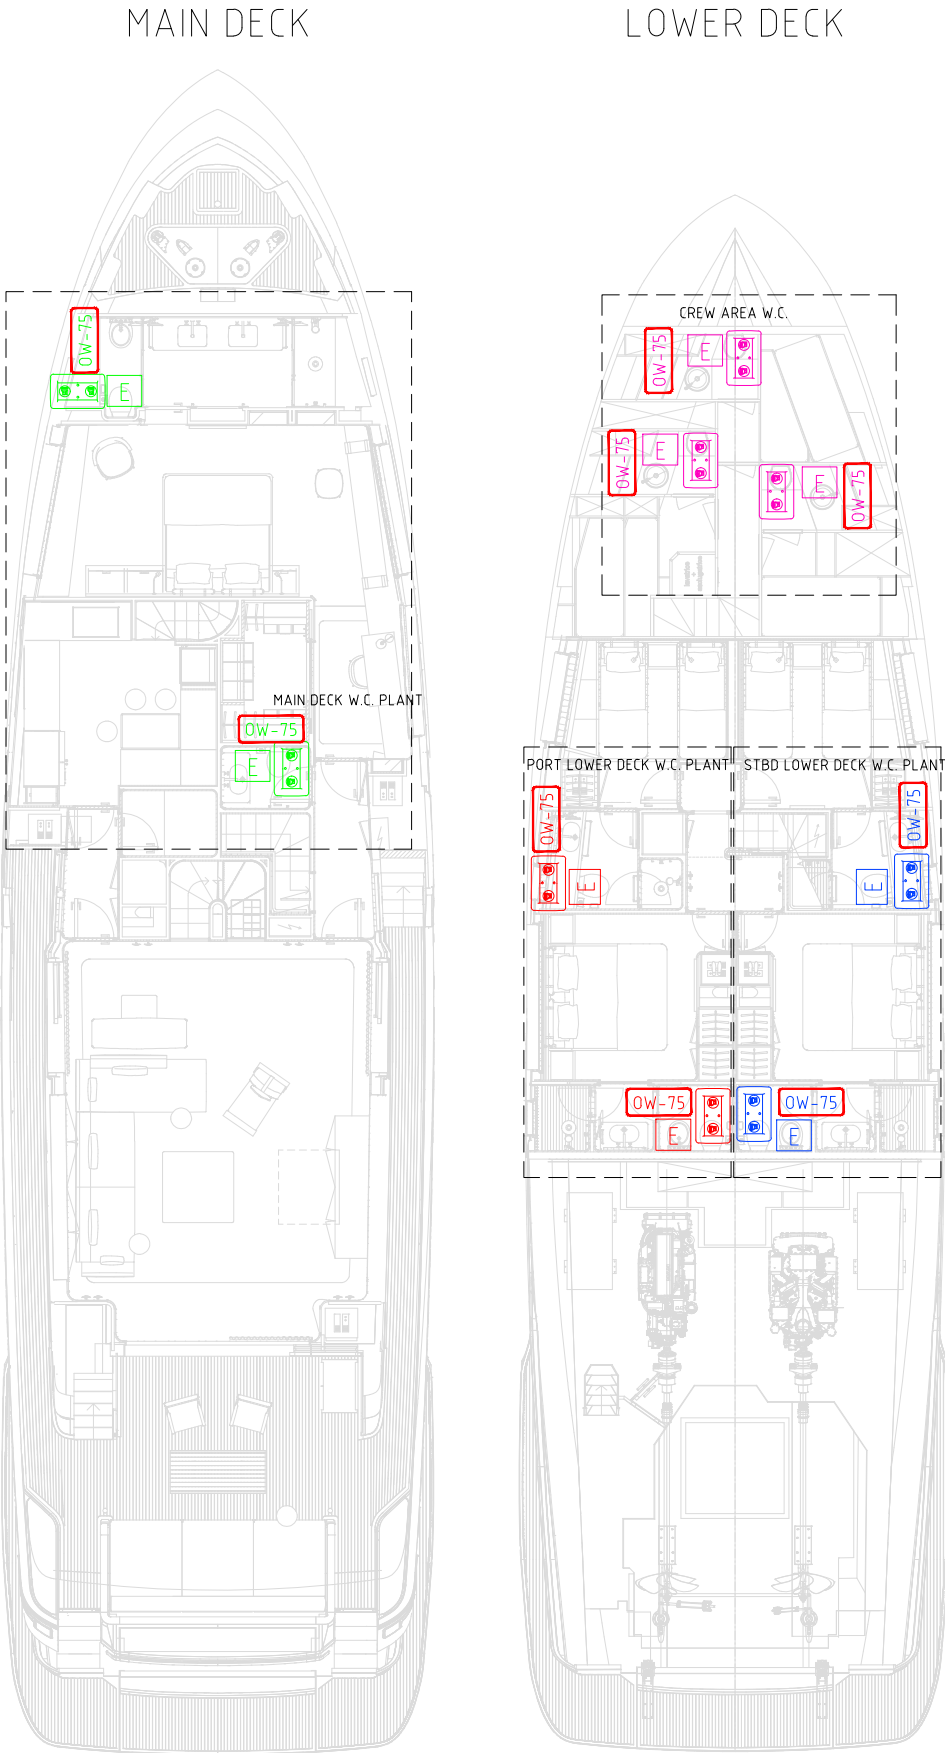 MAIN DECK
LOWER DECK
OW-75
E
MAIN DECK W.C. PLANT
OW-75
E
CREW AREA W.C.
OW-75
E
OW-75
E
E
OW-75
PORT LOWER DECK W.C. PLANT
STBD LOWER DECK W.C. PLANT
OW-75
E
OW-75
E
OW-75
E
OW-75
E